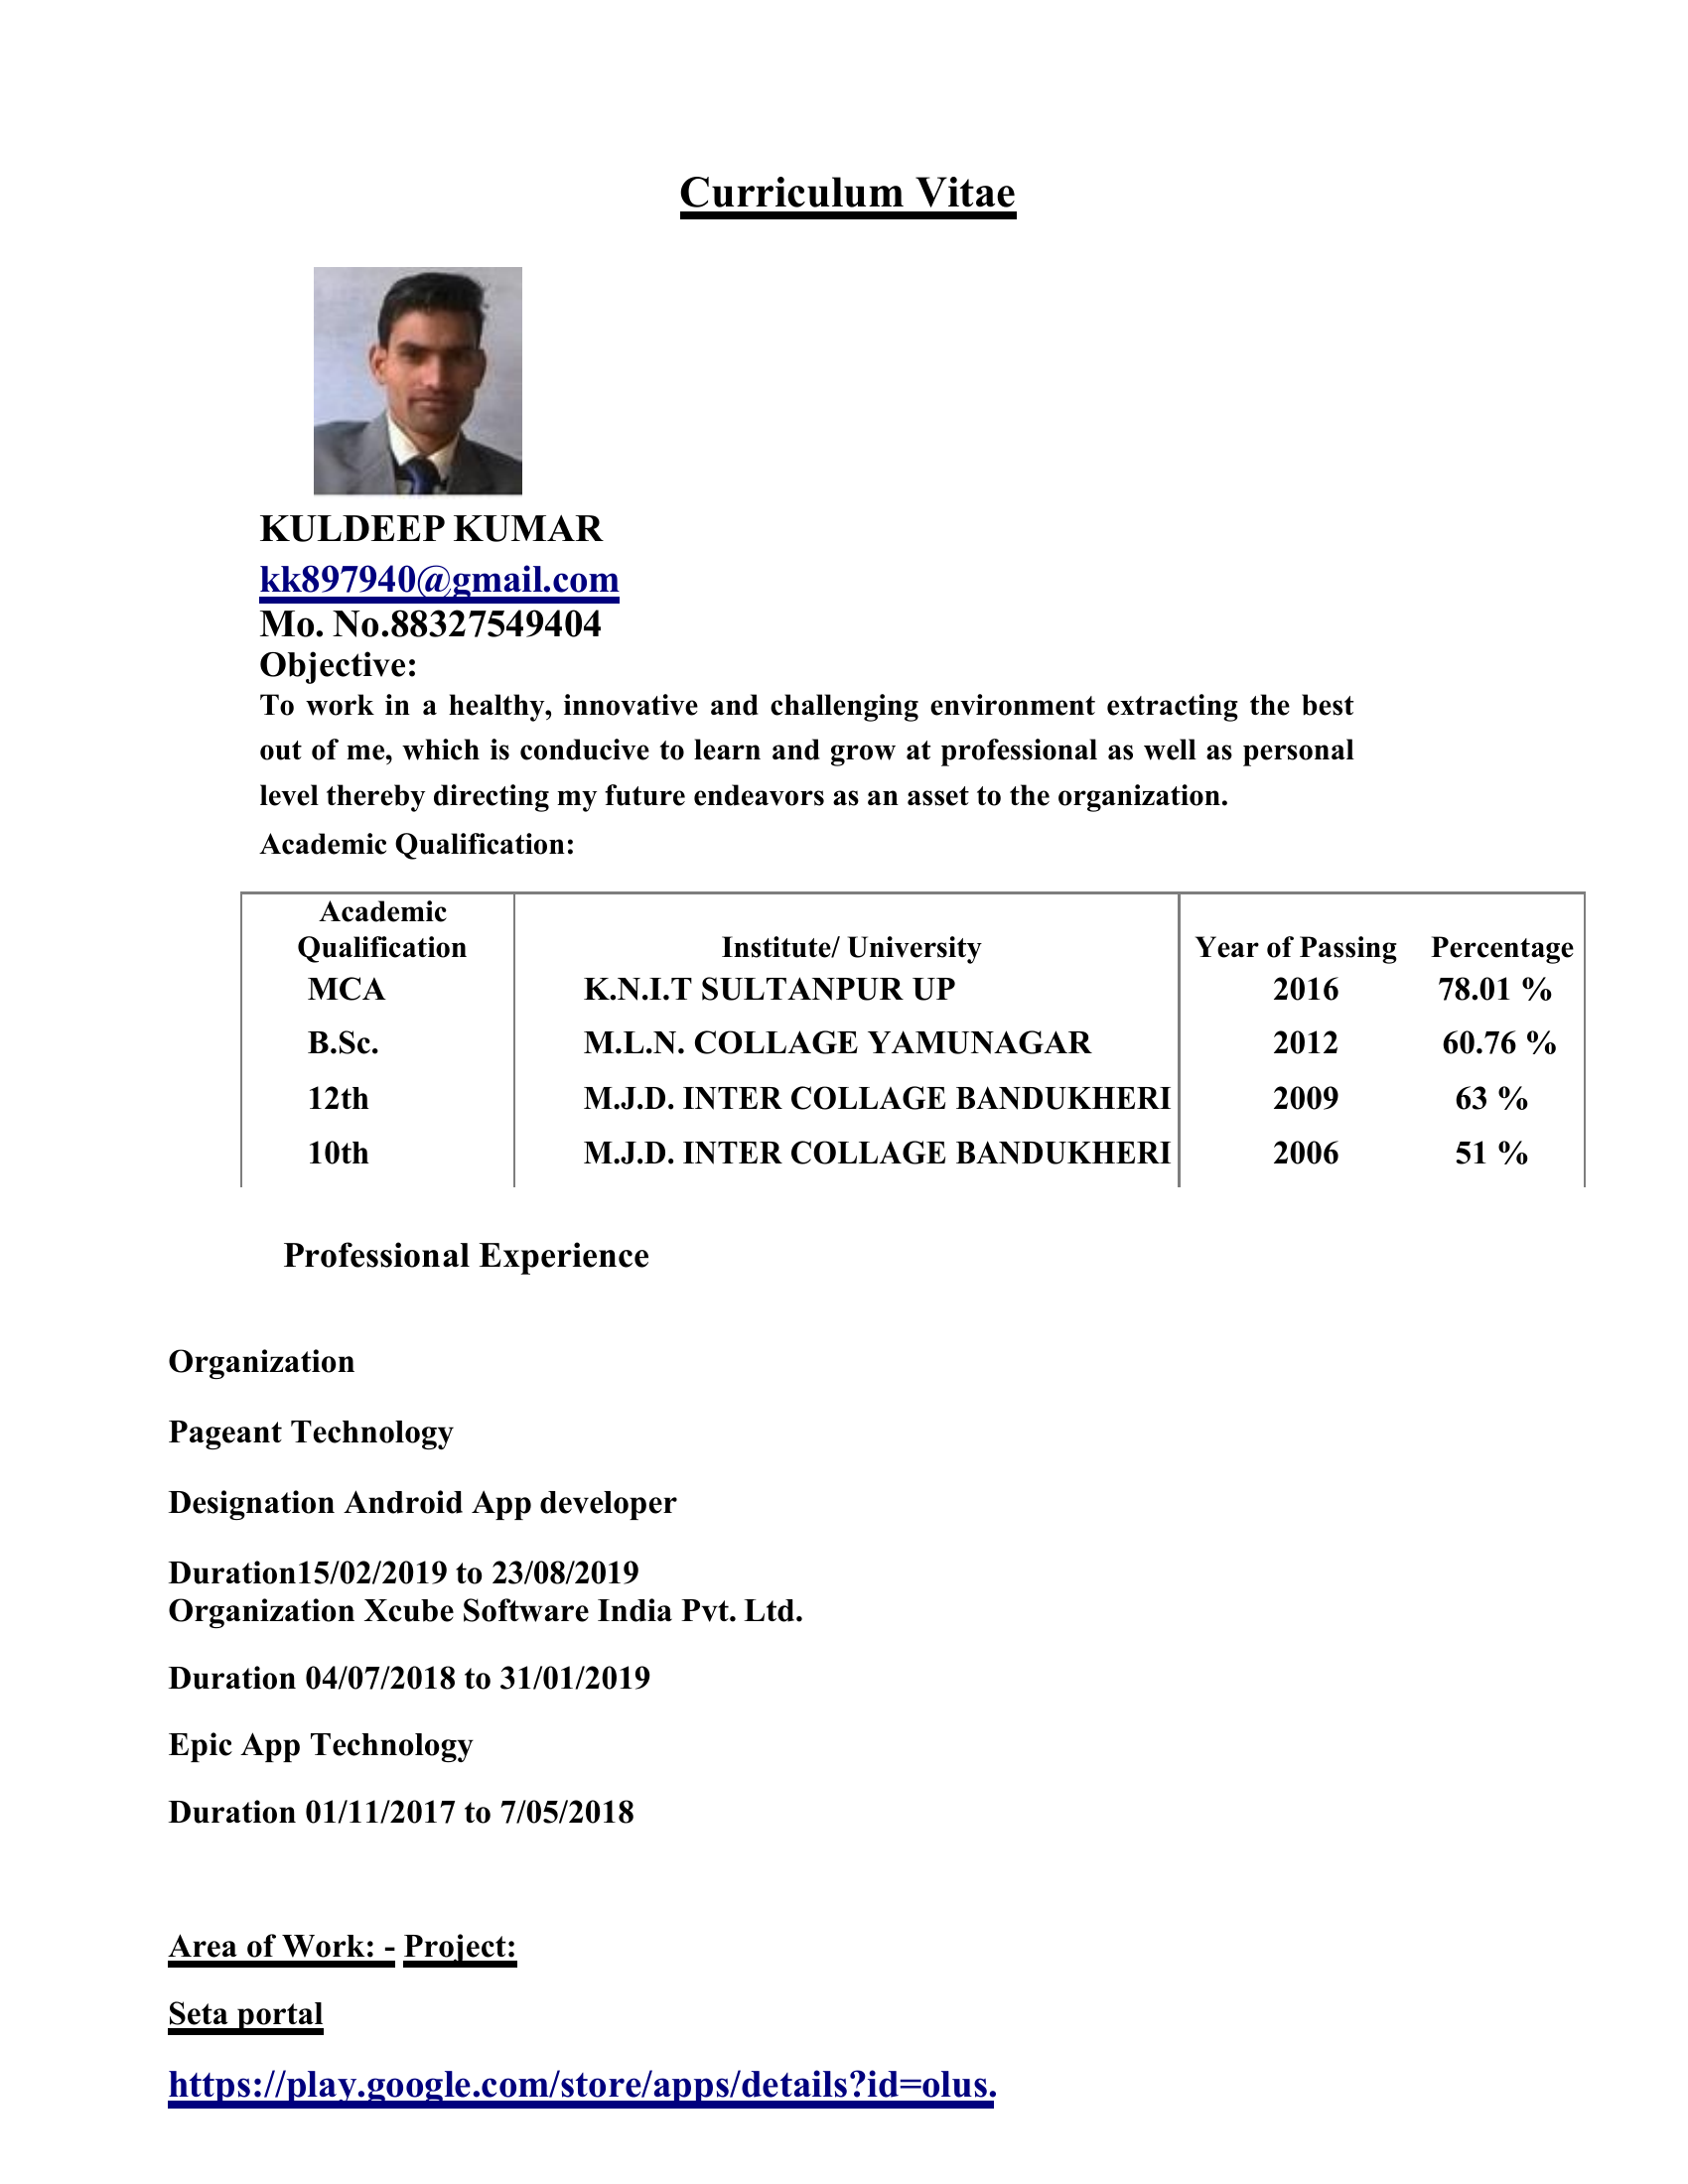 Curriculum Vitae
KULDEEP KUMAR
kk897940@gmail.com
Mo. No.88327549404
Objective:
To work in a healthy, innovative and challenging environment extracting the best
out of me, which is conducive to learn and grow at professional as well as personal
level thereby directing my future endeavors as an asset to the organization.
Academic Qualification:
Academic
Qualification Institute/ University Year of Passing Percentage
MCA K.N.I.T SULTANPUR UP 2016 78.01 %
B.Sc. M.L.N. COLLAGE YAMUNAGAR 2012 60.76 %
12th M.J.D. INTER COLLAGE BANDUKHERI 2009 63 %
10th M.J.D. INTER COLLAGE BANDUKHERI 2006 51 %
Professional Experience
Organization
Pageant Technology
Designation Android App developer
Duration15/02/2019 to 23/08/2019
Organization Xcube Software India Pvt. Ltd.
Duration 04/07/2018 to 31/01/2019
Epic App Technology
Duration 01/11/2017 to 7/05/2018
Area of Work: - Project:
Seta portal
https://play.google.com/store/apps/details?id=olus.